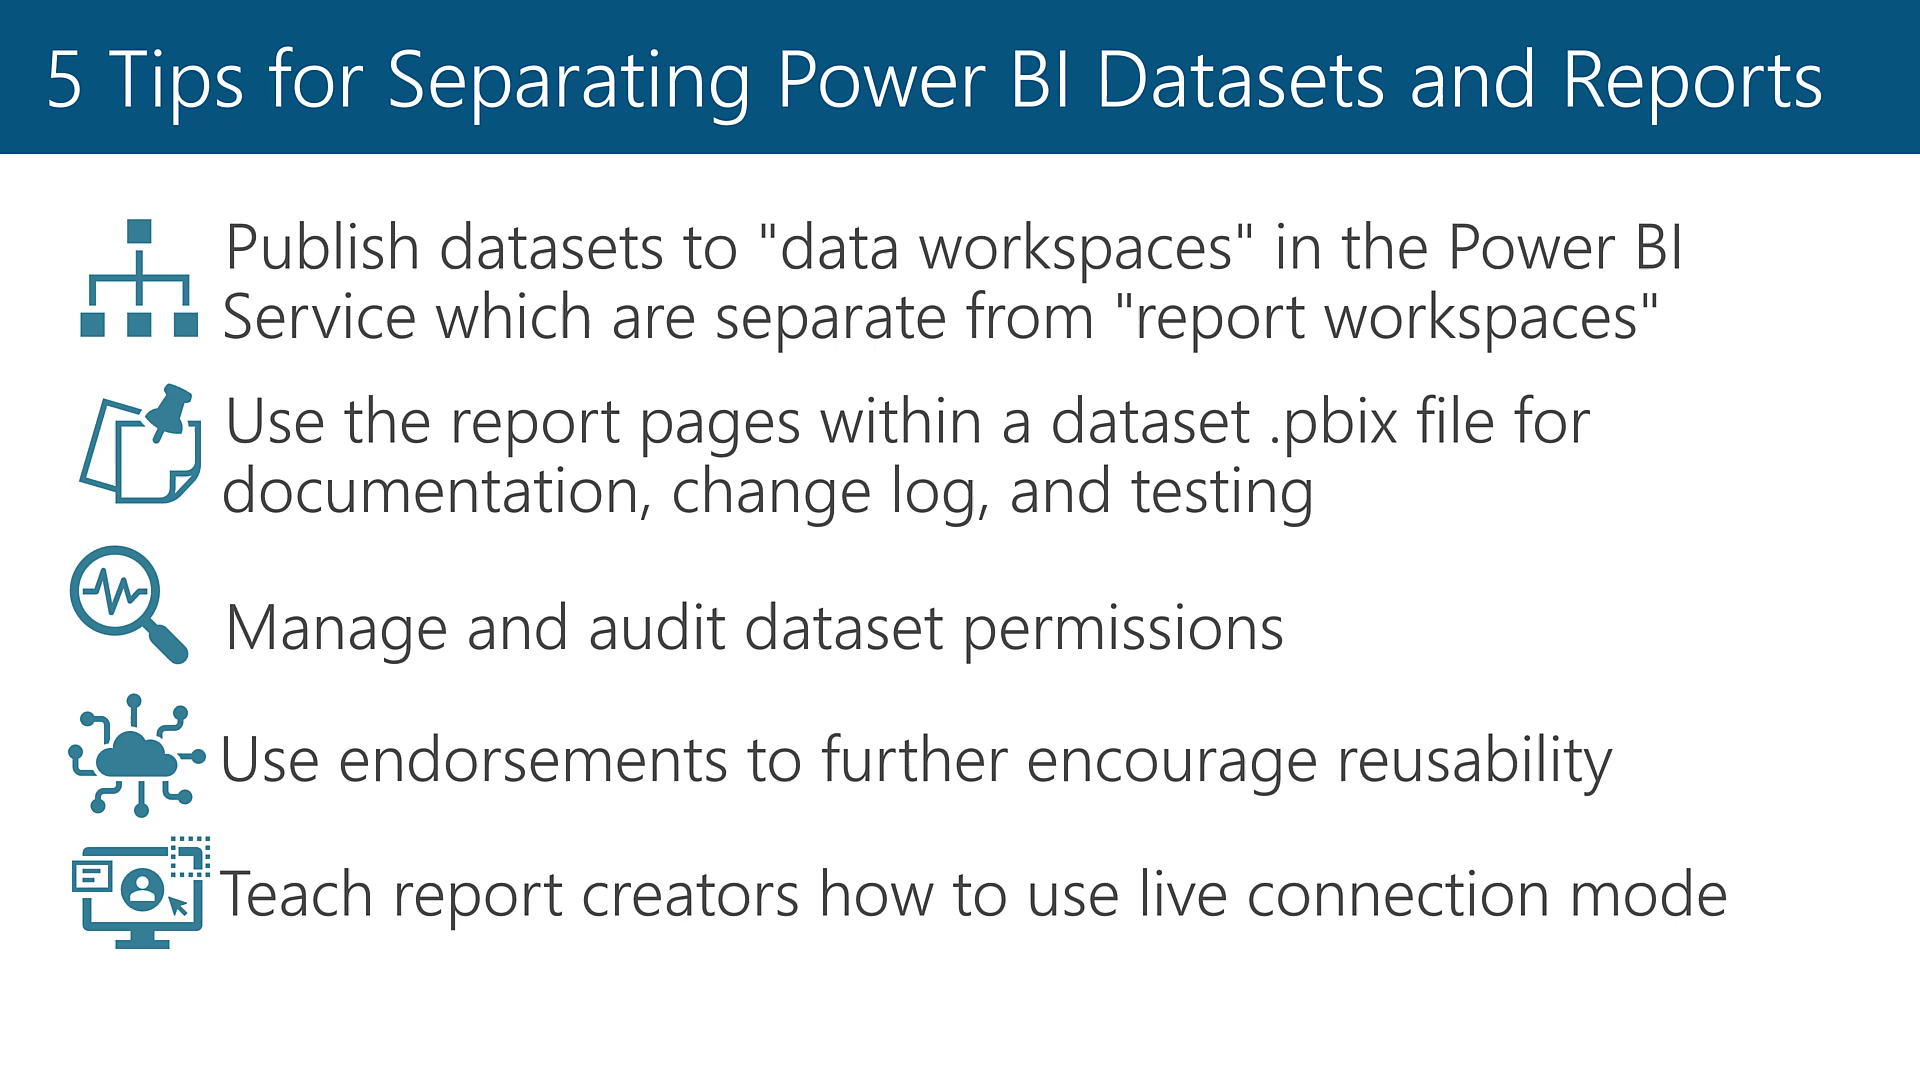 5 Tips for Separating Power BI Datasets and Reports
Publish datasets to "data workspaces" in the Power BI
Service which are separate from "report workspaces"
Use the report pages within a dataset .pbix file for
documentation, change log, and testing
Manage and audit dataset permissions
Use endorsements to further encourage reusability
Teach report creators how to use live connection mode